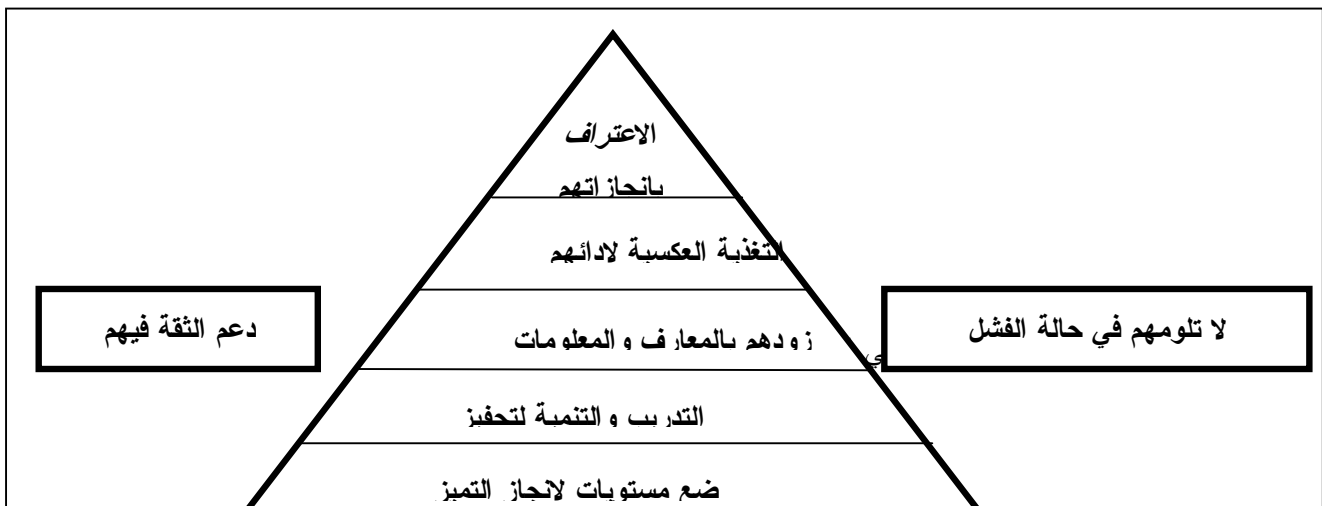 الاعتراف
بانجازاتهم
التغذية العكسية لادائهم
لا تلومهم في حالة الفشل
دعم الثقة فيهم
زودهم بالمعارف و المعلومات
ي
التدريب و التنمية لتحفيز
ضع مستويات لانجاز التميز